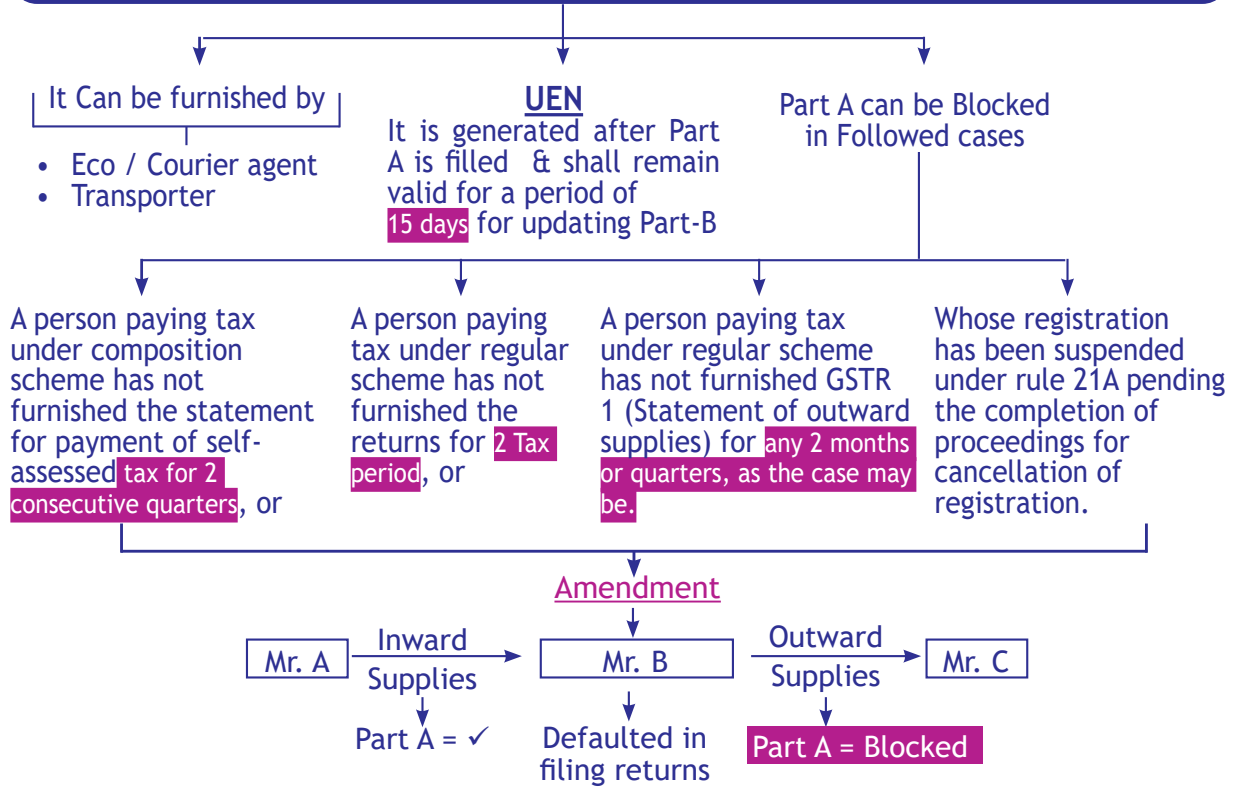 It Can be furnished by
• Eco / Courier agent
• Transporter
UEN
It is generated after Part
A is filled & shall remain
valid for a period of
15 days for updating Part-B
Part A can be Blocked
in Followed cases
A person paying tax
under composition
scheme has not
furnished the statement
for payment of self-
assessed tax for 2
consecutive quarters, or
A person paying
tax under regular
scheme has not
furnished the
returns for 2 Tax
period, or
A person paying tax
under regular scheme
has not furnished GSTR
1 (Statement of outward
supplies) for any 2 months
or quarters, as the case may
be.
Whose registration
has been suspended
under rule 21A pending
the completion of
proceedings for
cancellation of
registration.
Amendment
Mr. A
Inward
Supplies
Mr. B
Outward
Supplies
Mr. C
Part A = ✓
Defaulted in
filing returns
Part A = Blocked